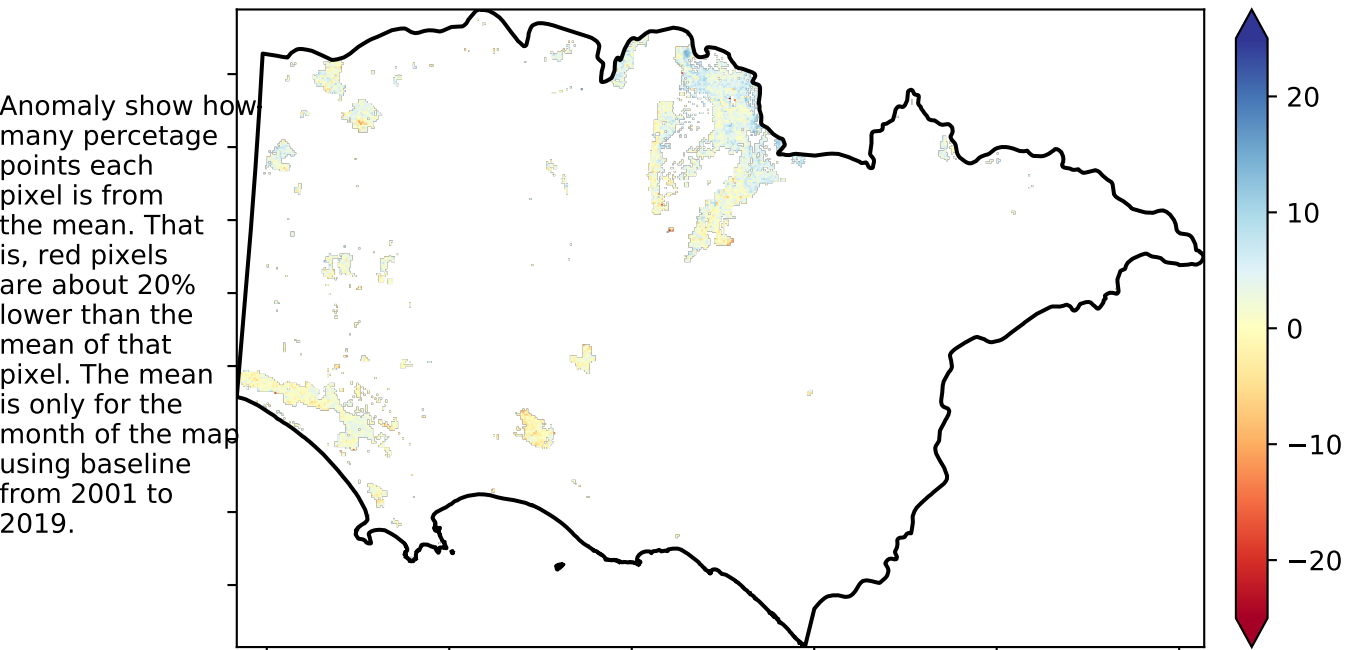 Anomaly show how
many percetage
points each
pixel is from
the mean. That
is, red pixels
are about 20%
lower than the
mean of that
pixel. The mean
is only for the
month of the map
using baseline
from 2001 to
2019.
20
10
0
−10
−20